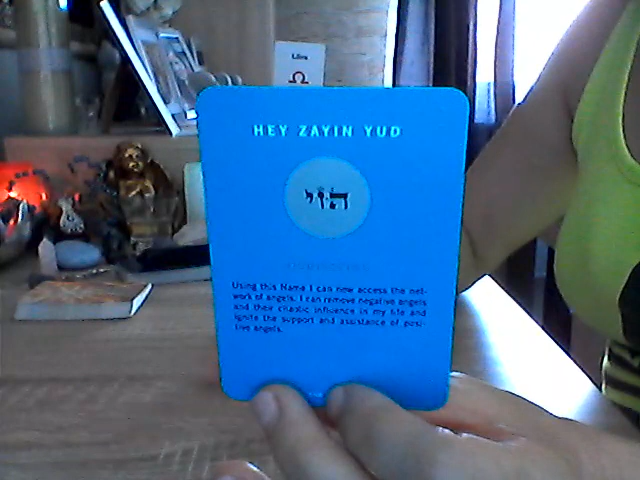 Libra
HEY ZAYIN YUD
הזי
Using this Name I can now access the net-
work of angels. I can remove negative angels
and their chaotic influence in my life and
ignite the support and assistance of posi-
tive angels.